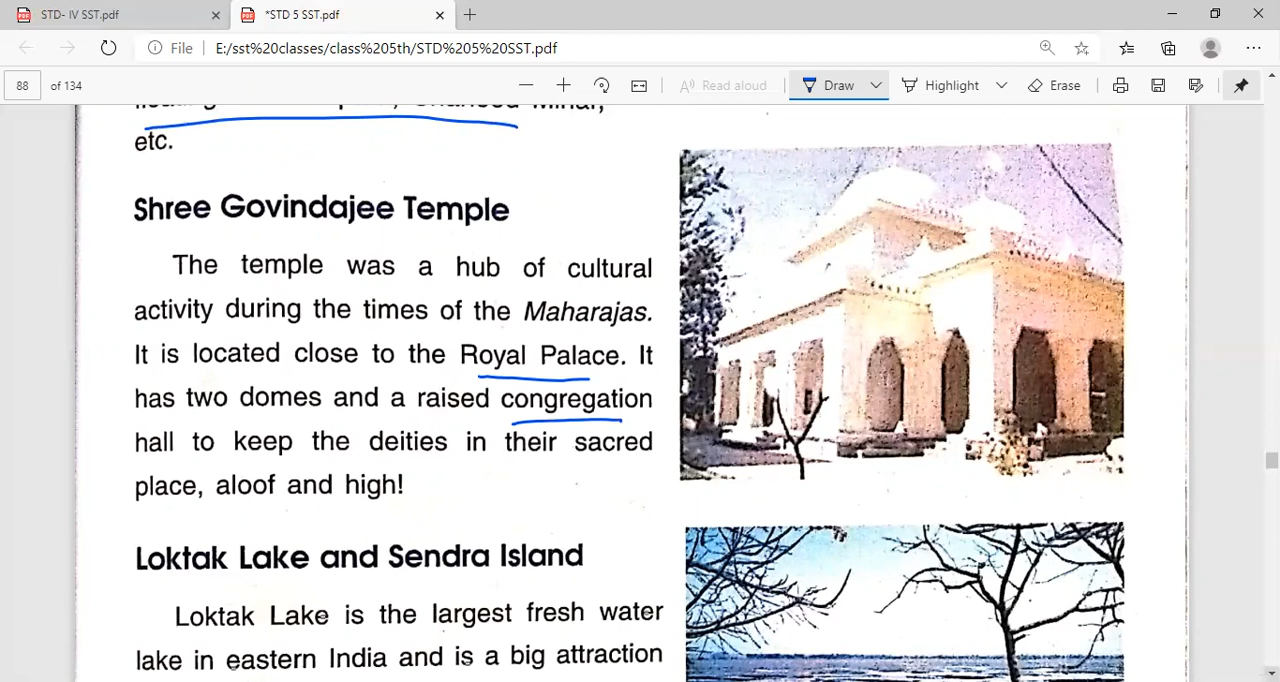 STD- IV SST.pdf
*STD 5 SST.pdf
File
E:/sst%20classes/class%205th/STD%205%20SST.pdf
88 of 134
Read aloud
Draw
Highlight
Erase
etc.
Shree Govindajee Temple
The temple was a hub of cultural
activity during the times of the Maharajas.
It is located close to the Royal Palace. It
has two domes and a raised congregation
hall to keep the deities in their sacred
place, aloof and high!
Loktak Lake and Sendra Island
Loktak Lake is the largest fresh water
lake in eastern India and is a big attraction